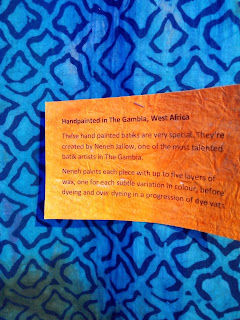 Handpainted in The Gambia, West Africa
These hand painted batiks are very special. They're
created by Neneh Jallow, one of the most talented
batik artists in The Gambia.
Neneh paints each piece with up to five layers of
wax, one for each subtle variation in colour, before
dyeing and over dyeing in a progression of dye vats.